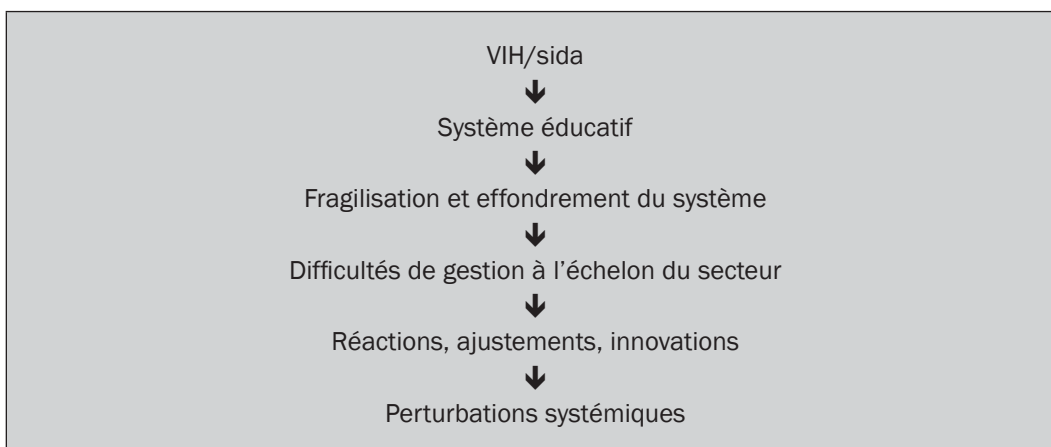 VIH/sida
🡳
Système éducatif
🡳
Fragilisation et effondrement du système
🡳
Difficultés de gestion à l'échelon du secteur
🡳
Réactions, ajustements, innovations
🡳
Perturbations systémiques